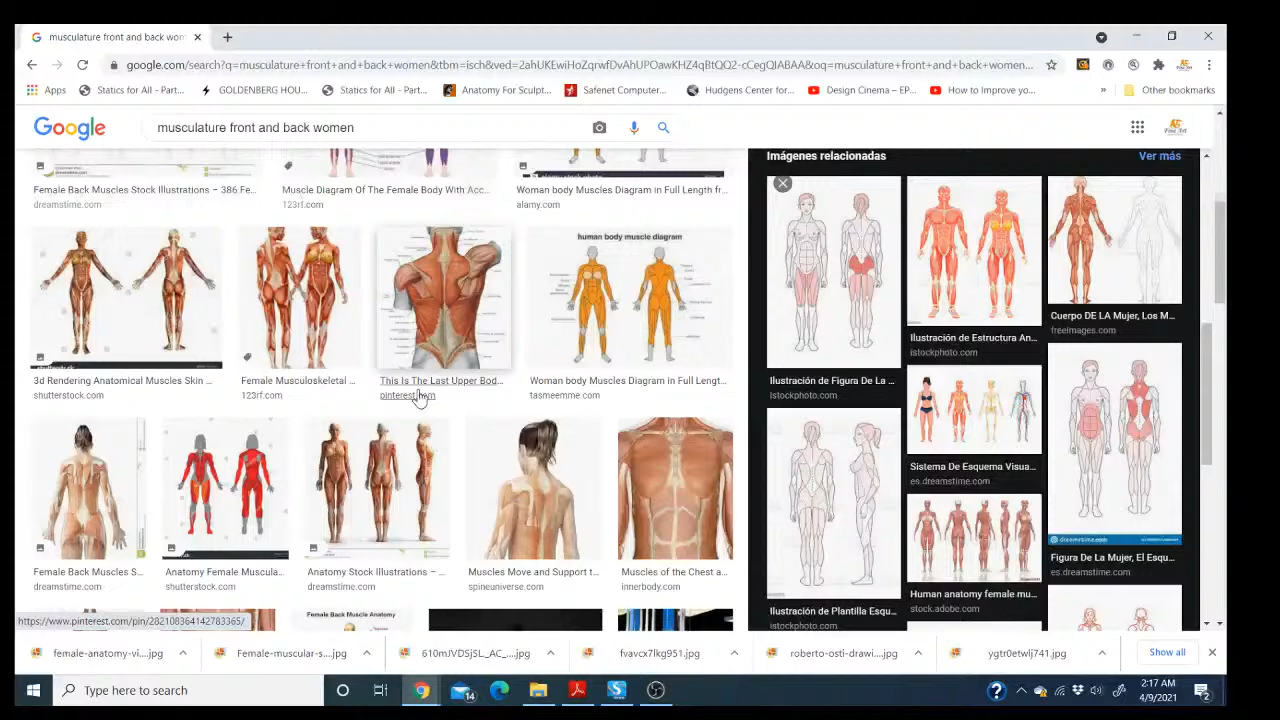 musculature front and back wom
google.com/search?q=musculature+front+and+back+women&tbm=isch&ved=2ahUKEwiHoZqrwfDvAhUPOawKHZ4qBtQQ2-cCegQIABAA&oq=musculature+front+and+back+women...
Apps
Statics for All - Part...
GOLDENBERG HOU...
Statics for All - Part...
Anatomy For Sculpt...
Safenet Computer...
Hudgens Center for...
Design Cinema – EP...
How to Improve yo...
»
Other bookmarks
Google
musculature front and back women
Female Back Muscles Stock Illustrations – 386 Fe...
dreamstime.com
Muscle Diagram Of The Female Body With Acc...
123rf.com
Woman body Muscles Diagram in Full Length fr...
alamy.com
human body muscle diagram
3d Rendering Anatomical Muscles Skin ...
shutterstock.com
Female Musculoskeletal ...
123rf.com
This Is The Last Upper Bod...
Woman body Muscles Diagram in Full Lengt...
tasmeemme.com
Female Back Muscles S...
dreamstime.com
Anatomy Female Muscula...
shutterstock.com
Anatomy Stock Illustrations – ...
dreamstime.com
Muscles Move and Support t...
spineuniverse.com
Muscles of the Chest a...
innerbody.com
Female Back Muscle Anatomy
Imágenes relacionadas
Ver más
Ilustración de Figura De La ...
istockphoto.com
Ilustración de Estructura An...
istockphoto.com
Cuerpo DE LA Mujer, Los M...
freeimages.com
Sistema De Esquema Visua...
es.dreamstime.com
dreamstime.com
Figura De La Mujer, El Esqu...
es.dreamstime.com
Human anatomy female mu...
stock.adobe.com
Ilustración de Plantilla Esqu...
istockphoto.com
https://www.pinterest.com/pin/282108364142783365/
female-anatomy-vi....jpg
Female-muscular-s....jpg
610mJVDSjSL_AC_....jpg
fvavcx7lkg951.jpg
roberto-osti-drawi....jpg
ygtr0etwlj741.jpg
Show all
Type here to search
14
2:17 AM
4/9/2021
2